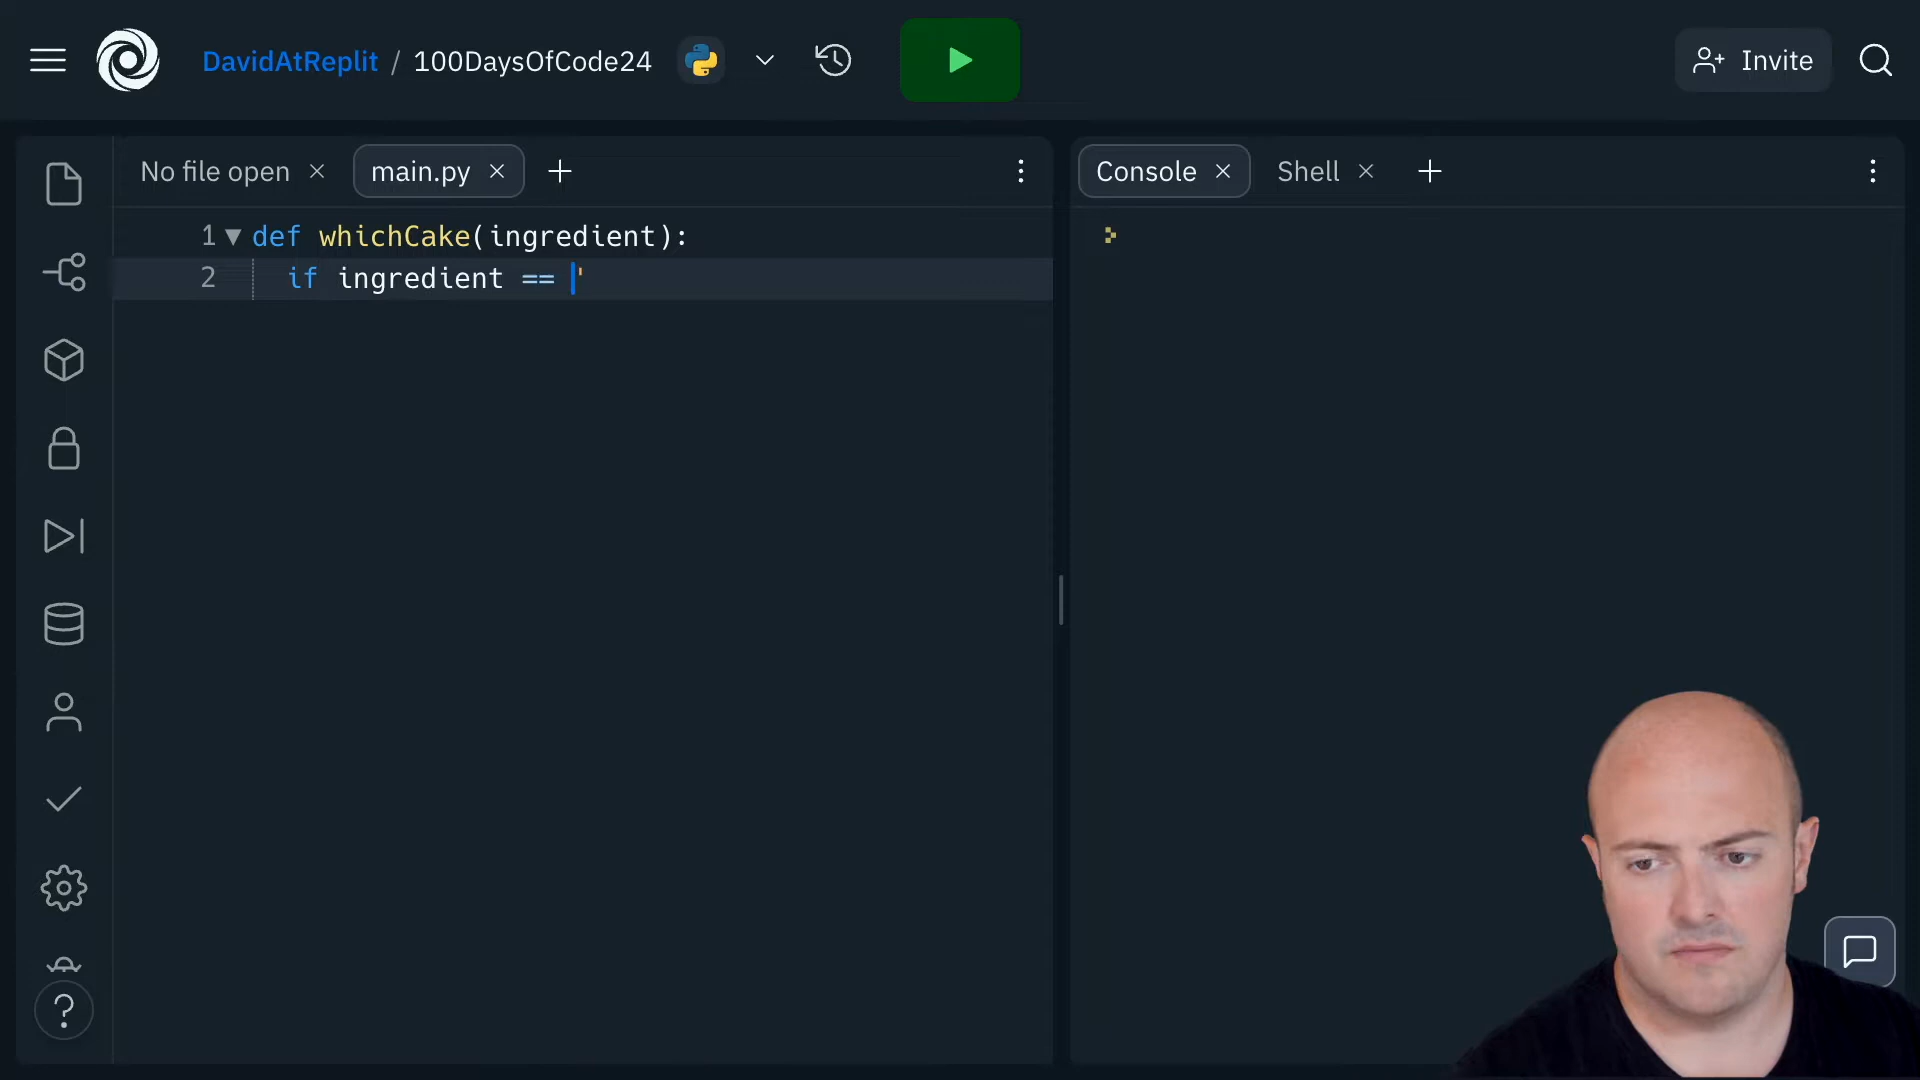 DavidAtReplit / 100DaysOfCode24
Invite
No file open
main.py
Console
Shell
1 def whichCake(ingredient):
2 if ingredient == '
?